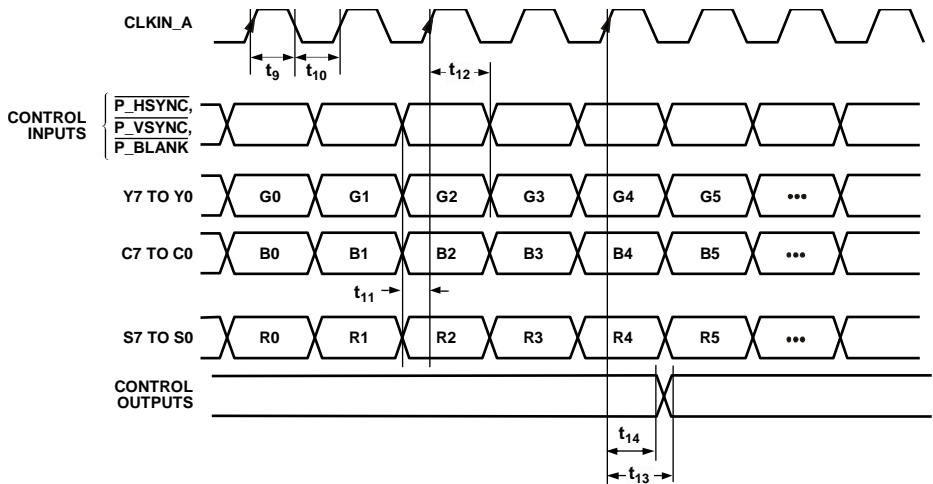 CLKIN_A
t9 t10 t12
CONTROL INPUTS P_HSYNC, P_VSYNC, P_BLANK
Y7 TO Y0 G0 G1 G2 G3 G4 G5 •••
C7 TO C0 B0 B1 B2 B3 B4 B5 •••
t11
S7 TO S0 R0 R1 R2 R3 R4 R5 •••
CONTROL OUTPUTS
t14
t13